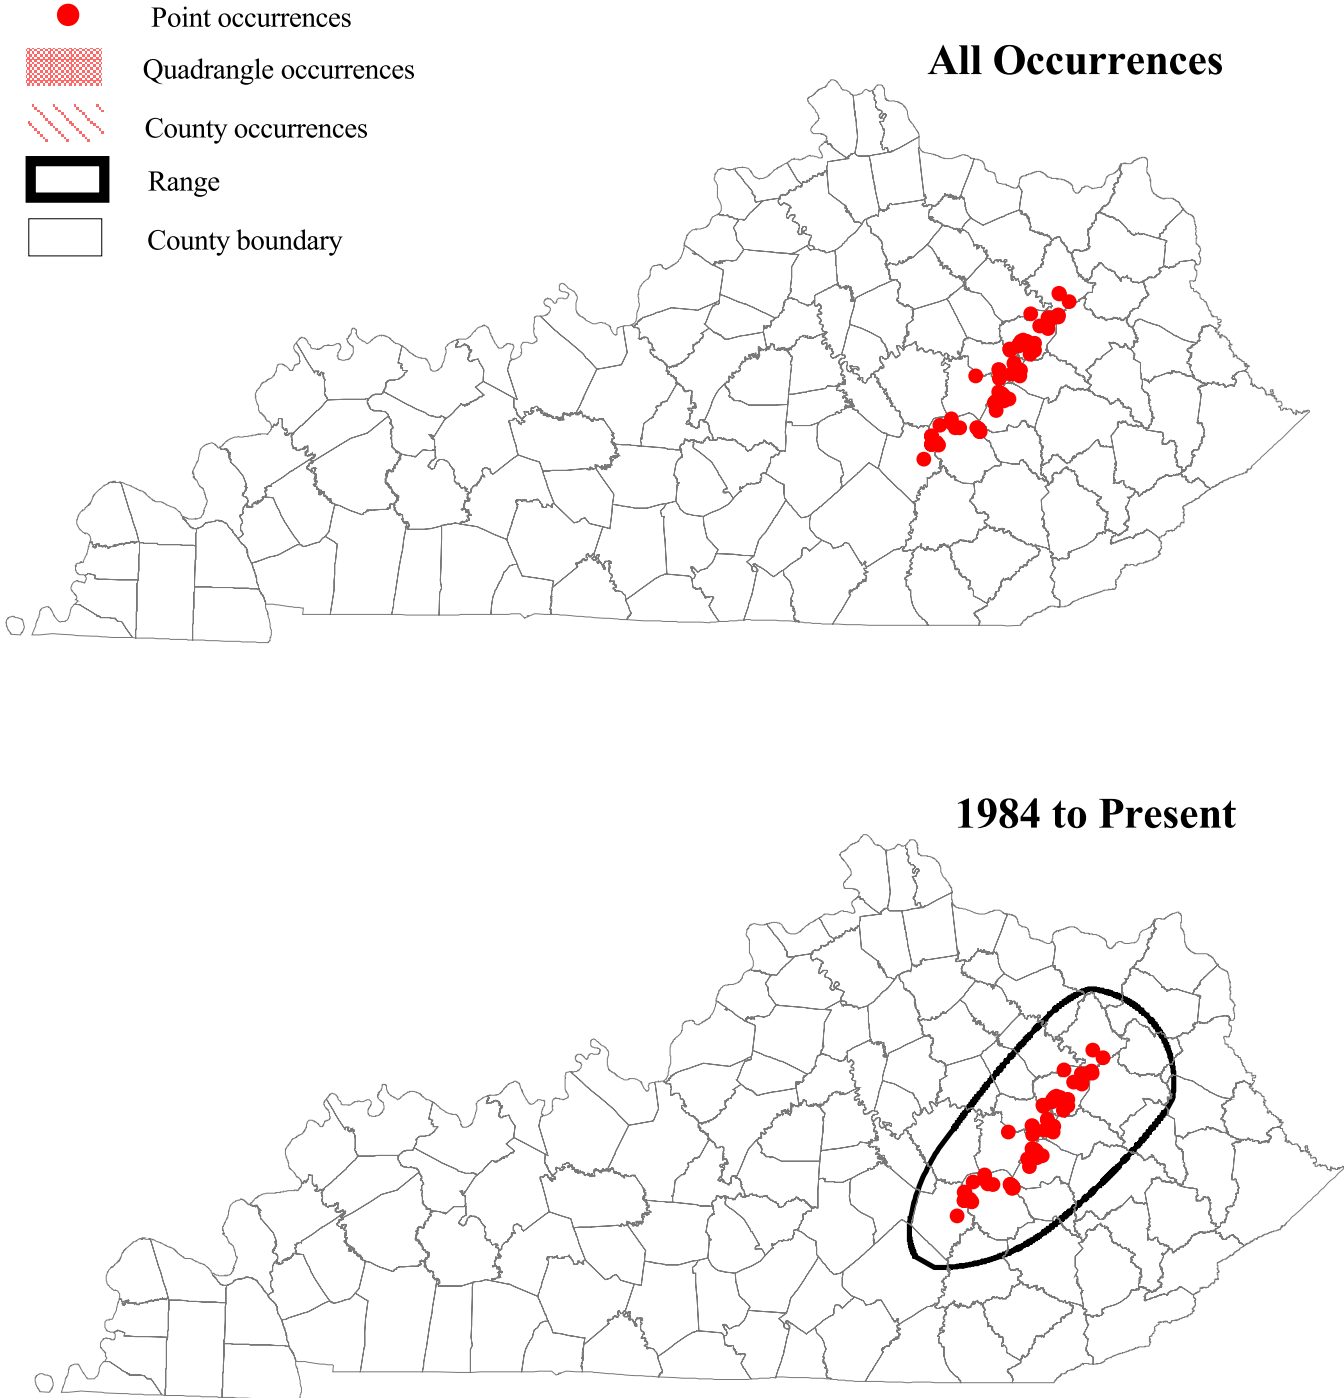 Point occurrences
Quadrangle occurrences
County occurrences
Range
County boundary
All Occurrences
1984 to Present